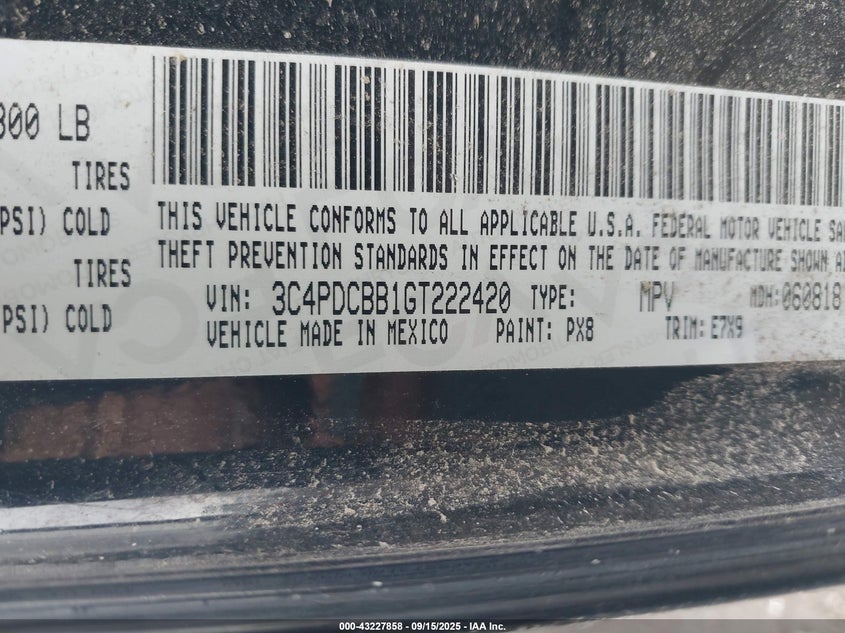 800 LB
TIRES
PSI) COLD
TIRES
PSI) COLD
THIS VEHICLE CONFORMS TO ALL APPLICABLE U.S.A. FEDERAL MOTOR VEHICLE SA
THEFT PREVENTION STANDARDS IN EFFECT ON THE DATE OF MANUFACTURE SHOWN A
VIN: 3C4PDCBB1GT222420 TYPE: MPV MDH: 060818
VEHICLE MADE IN MEXICO PAINT: PX8 TRIM: E7X9
000-43227858 - 09/15/2025 - IAA Inc.